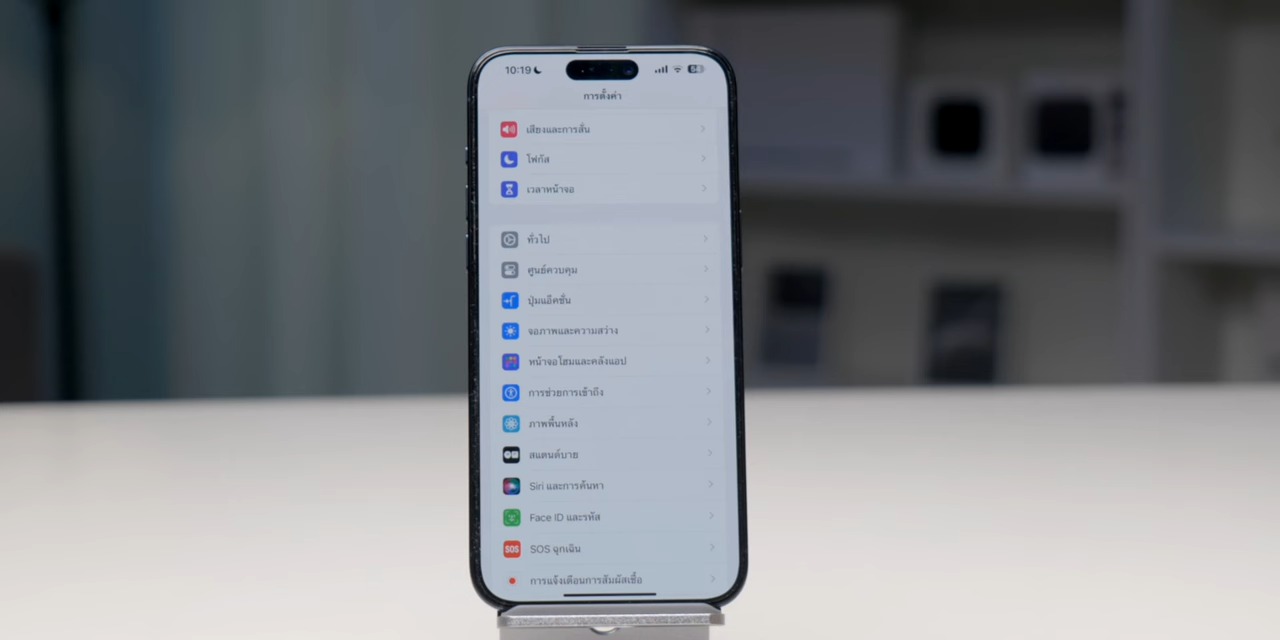 10:19
การตั้งค่า
เสียงและการสั่น
โฟกัส
เวลาหน้าจอ
ทั่วไป
ศูนย์ควบคุม
ปุ่มแอ็คชั่น
จอภาพและความสว่าง
หน้าจอโฮมและคลังแอป
การช่วยการเข้าถึง
ภาพพื้นหลัง
สแตนด์บาย
Siri และการค้นหา
Face ID และรหัส
SOS
SOS ฉุกเฉิน
การแจ้งเตือนการสัมผัสเชื้อ